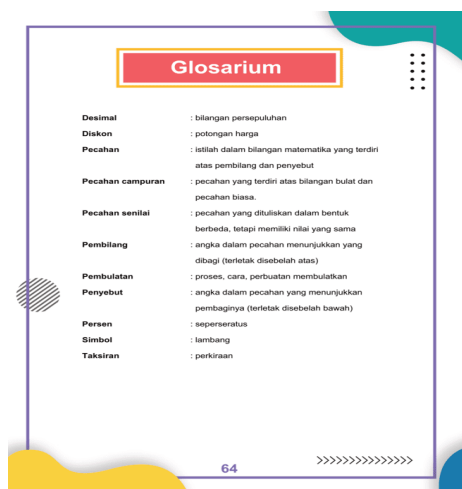 Glosarium
Desimal : bilangan persepuluhan
Diskon : potongan harga
Pecahan : istilah dalam bilangan matematika yang terdiri
atas pembilang dan penyebut
Pecahan campuran : pecahan yang terdiri atas bilangan bulat dan
pecahan biasa.
Pecahan senilai : pecahan yang dituliskan dalam bentuk
berbeda, tetapi memiliki nilai yang sama
Pembilang : angka dalam pecahan menunjukkan yang
dibagi (terletak disebelah atas)
Pembulatan : proses, cara, perbuatan membulatkan
Penyebut : angka dalam pecahan yang menunjukkan
pembaginya (terletak disebelah bawah)
Persen : seperseratus
Simbol : lambang
Taksiran : perkiraan
64